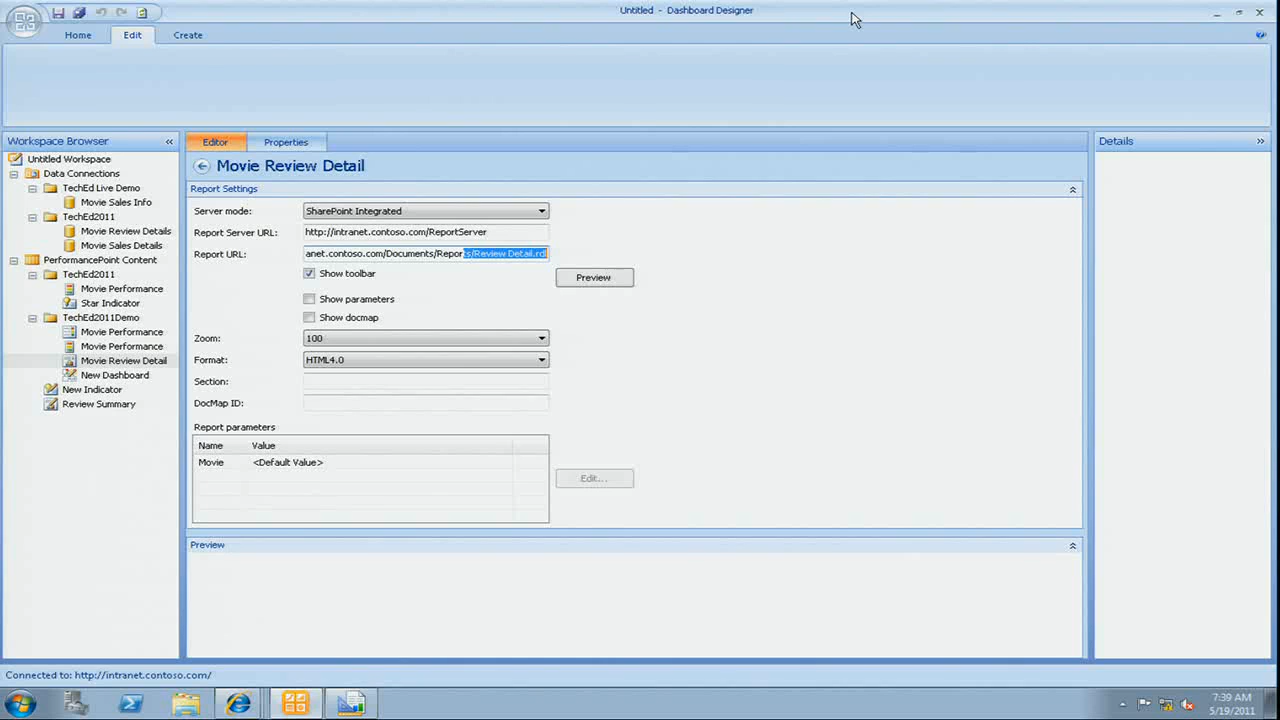 Untitled - Dashboard Designer
Home Edit Create
Workspace Browser «
Untitled Workspace
Data Connections
TechEd Live Demo
Movie Sales Info
TechEd2011
Movie Review Details
Movie Sales Details
PerformancePoint Content
TechEd2011
Movie Performance
Star Indicator
TechEd2011Demo
Movie Performance
Movie Performance
Movie Review Detail
New Dashboard
New Indicator
Review Summary
Editor Properties
Movie Review Detail
Report Settings
Server mode: SharePoint Integrated
Report Server URL: http://intranet.contoso.com/ReportServer
Report URL: anet.contoso.com/Documents/Reports/Review Detail.rdl
Show toolbar
Preview
Show parameters
Show docmap
Zoom: 100
Format: HTML4.0
Section:
DocMap ID:
Report parameters
Name Value
Movie <Default Value>
Edit...
Preview
Details »
Connected to: http://intranet.contoso.com/
7:39 AM
5/19/2011